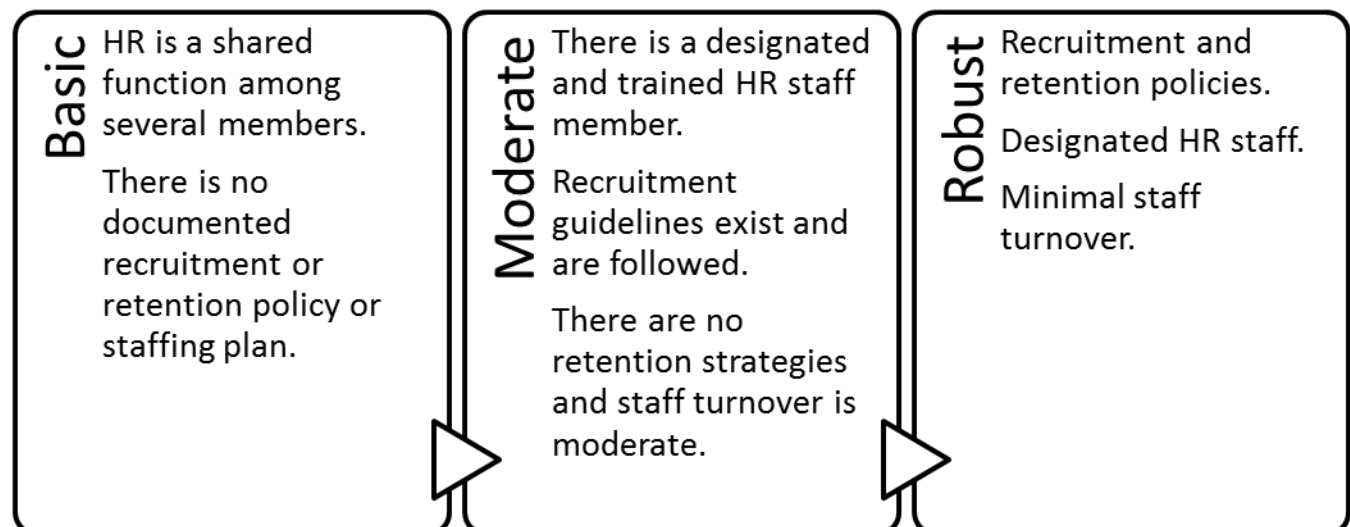 Basic
HR is a shared
function among
several members.
There is no
documented
recruitment or
retention policy or
staffing plan.
Moderate
There is a designated
and trained HR staff
member.
Recruitment
guidelines exist and
are followed.
There are no
retention strategies
and staff turnover is
moderate.
Robust
Recruitment and
retention policies.
Designated HR staff.
Minimal staff
turnover.